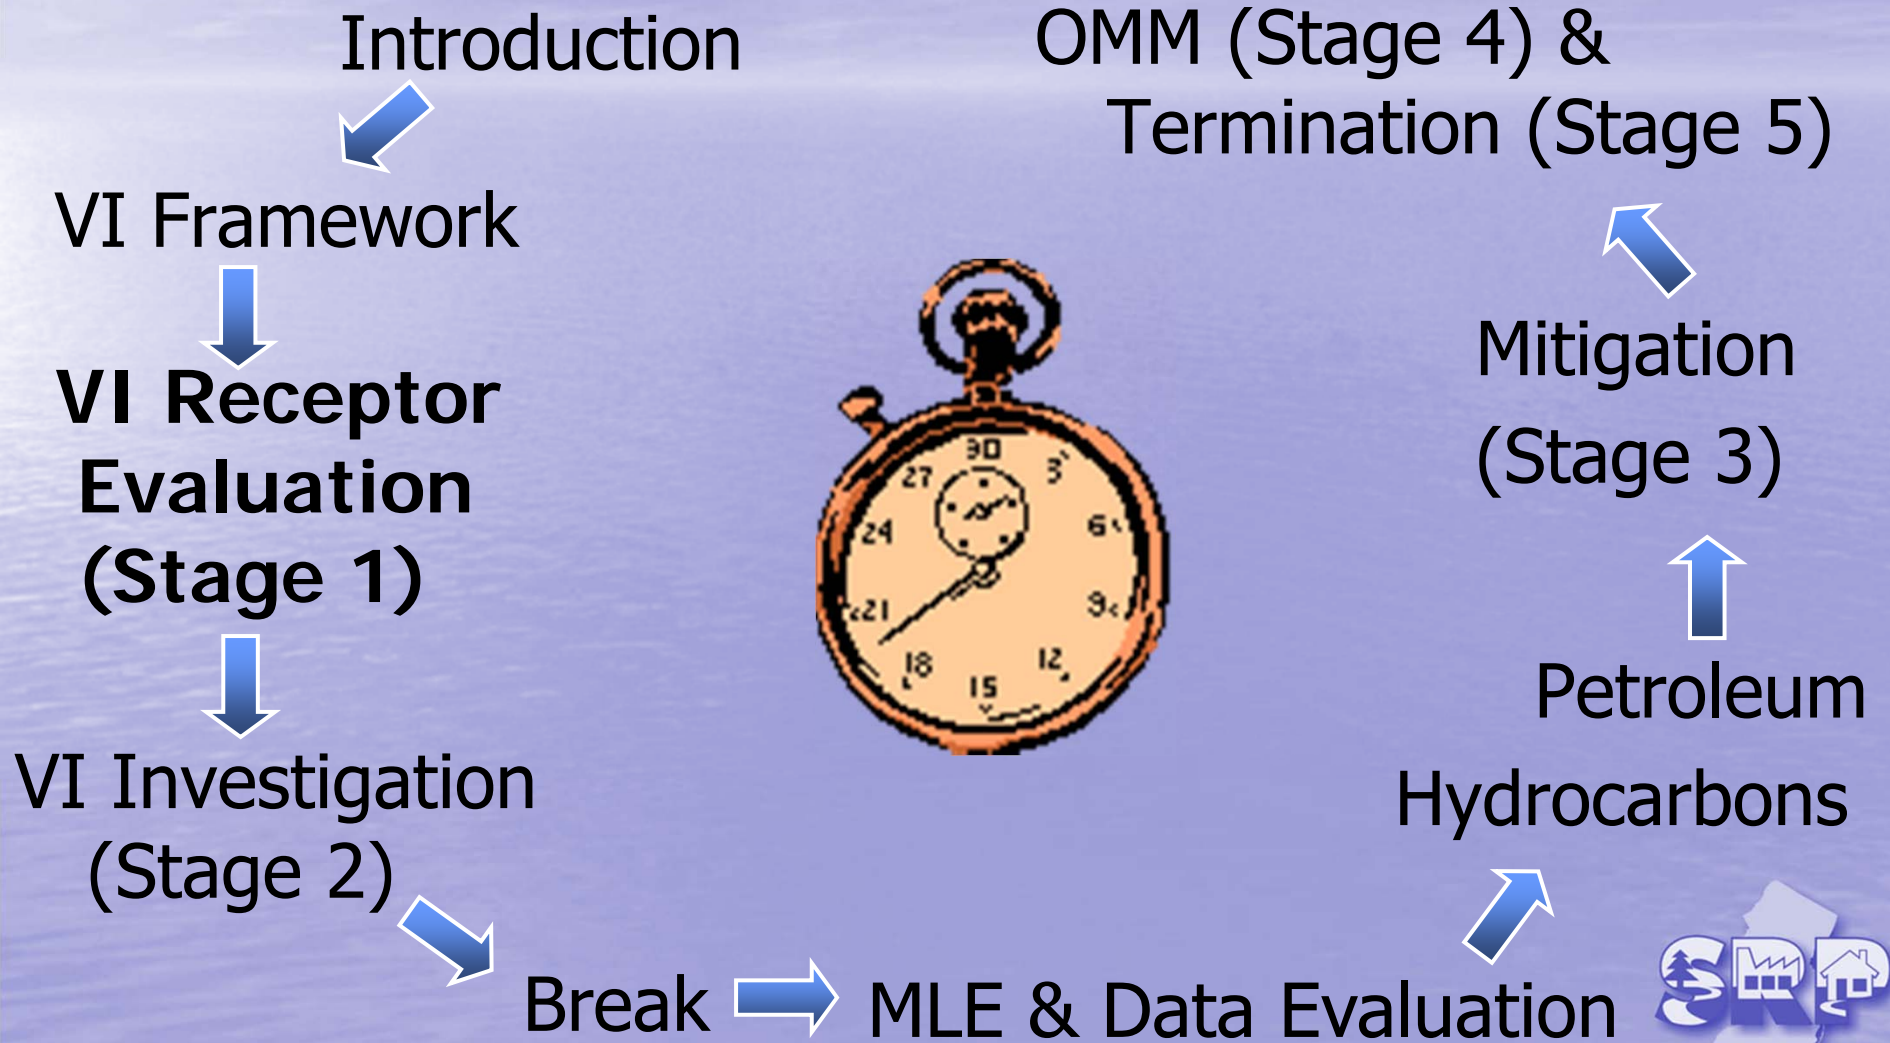 Introduction
VI Framework
VI Receptor
Evaluation
(Stage 1)
VI Investigation
(Stage 2)
Break
MLE & Data Evaluation
Petroleum
Hydrocarbons
Mitigation
(Stage 3)
OMM (Stage 4) &
Termination (Stage 5)
30
3
6
9
12
15
18
21
24
27
SRP